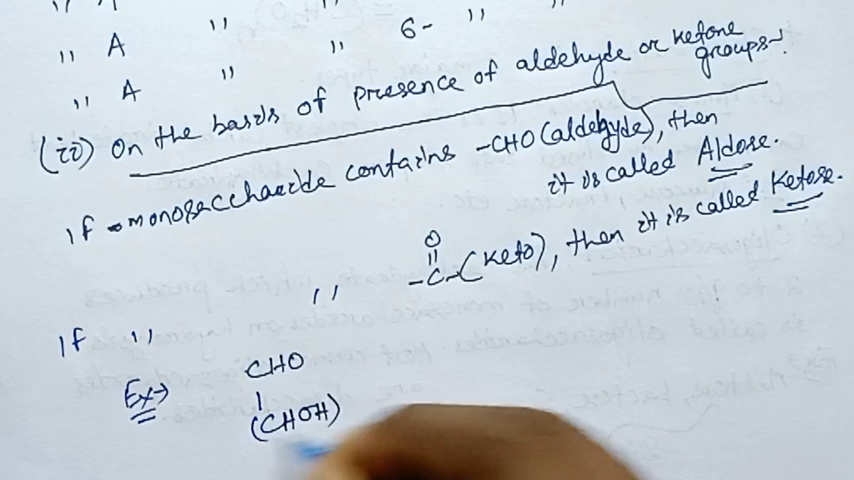 ,, A ,, ,, 6- ,, ,,
,, A ,, ,,
(ii) On the basis of presence of aldehyde or ketone groups→:
If monosaccharide contains -CHO (aldehyde), then
it is called Aldose.
If ,, ,, -C-(keto), then it is called Ketose.
O
||
Ex→ CHO
|
(CHOH)